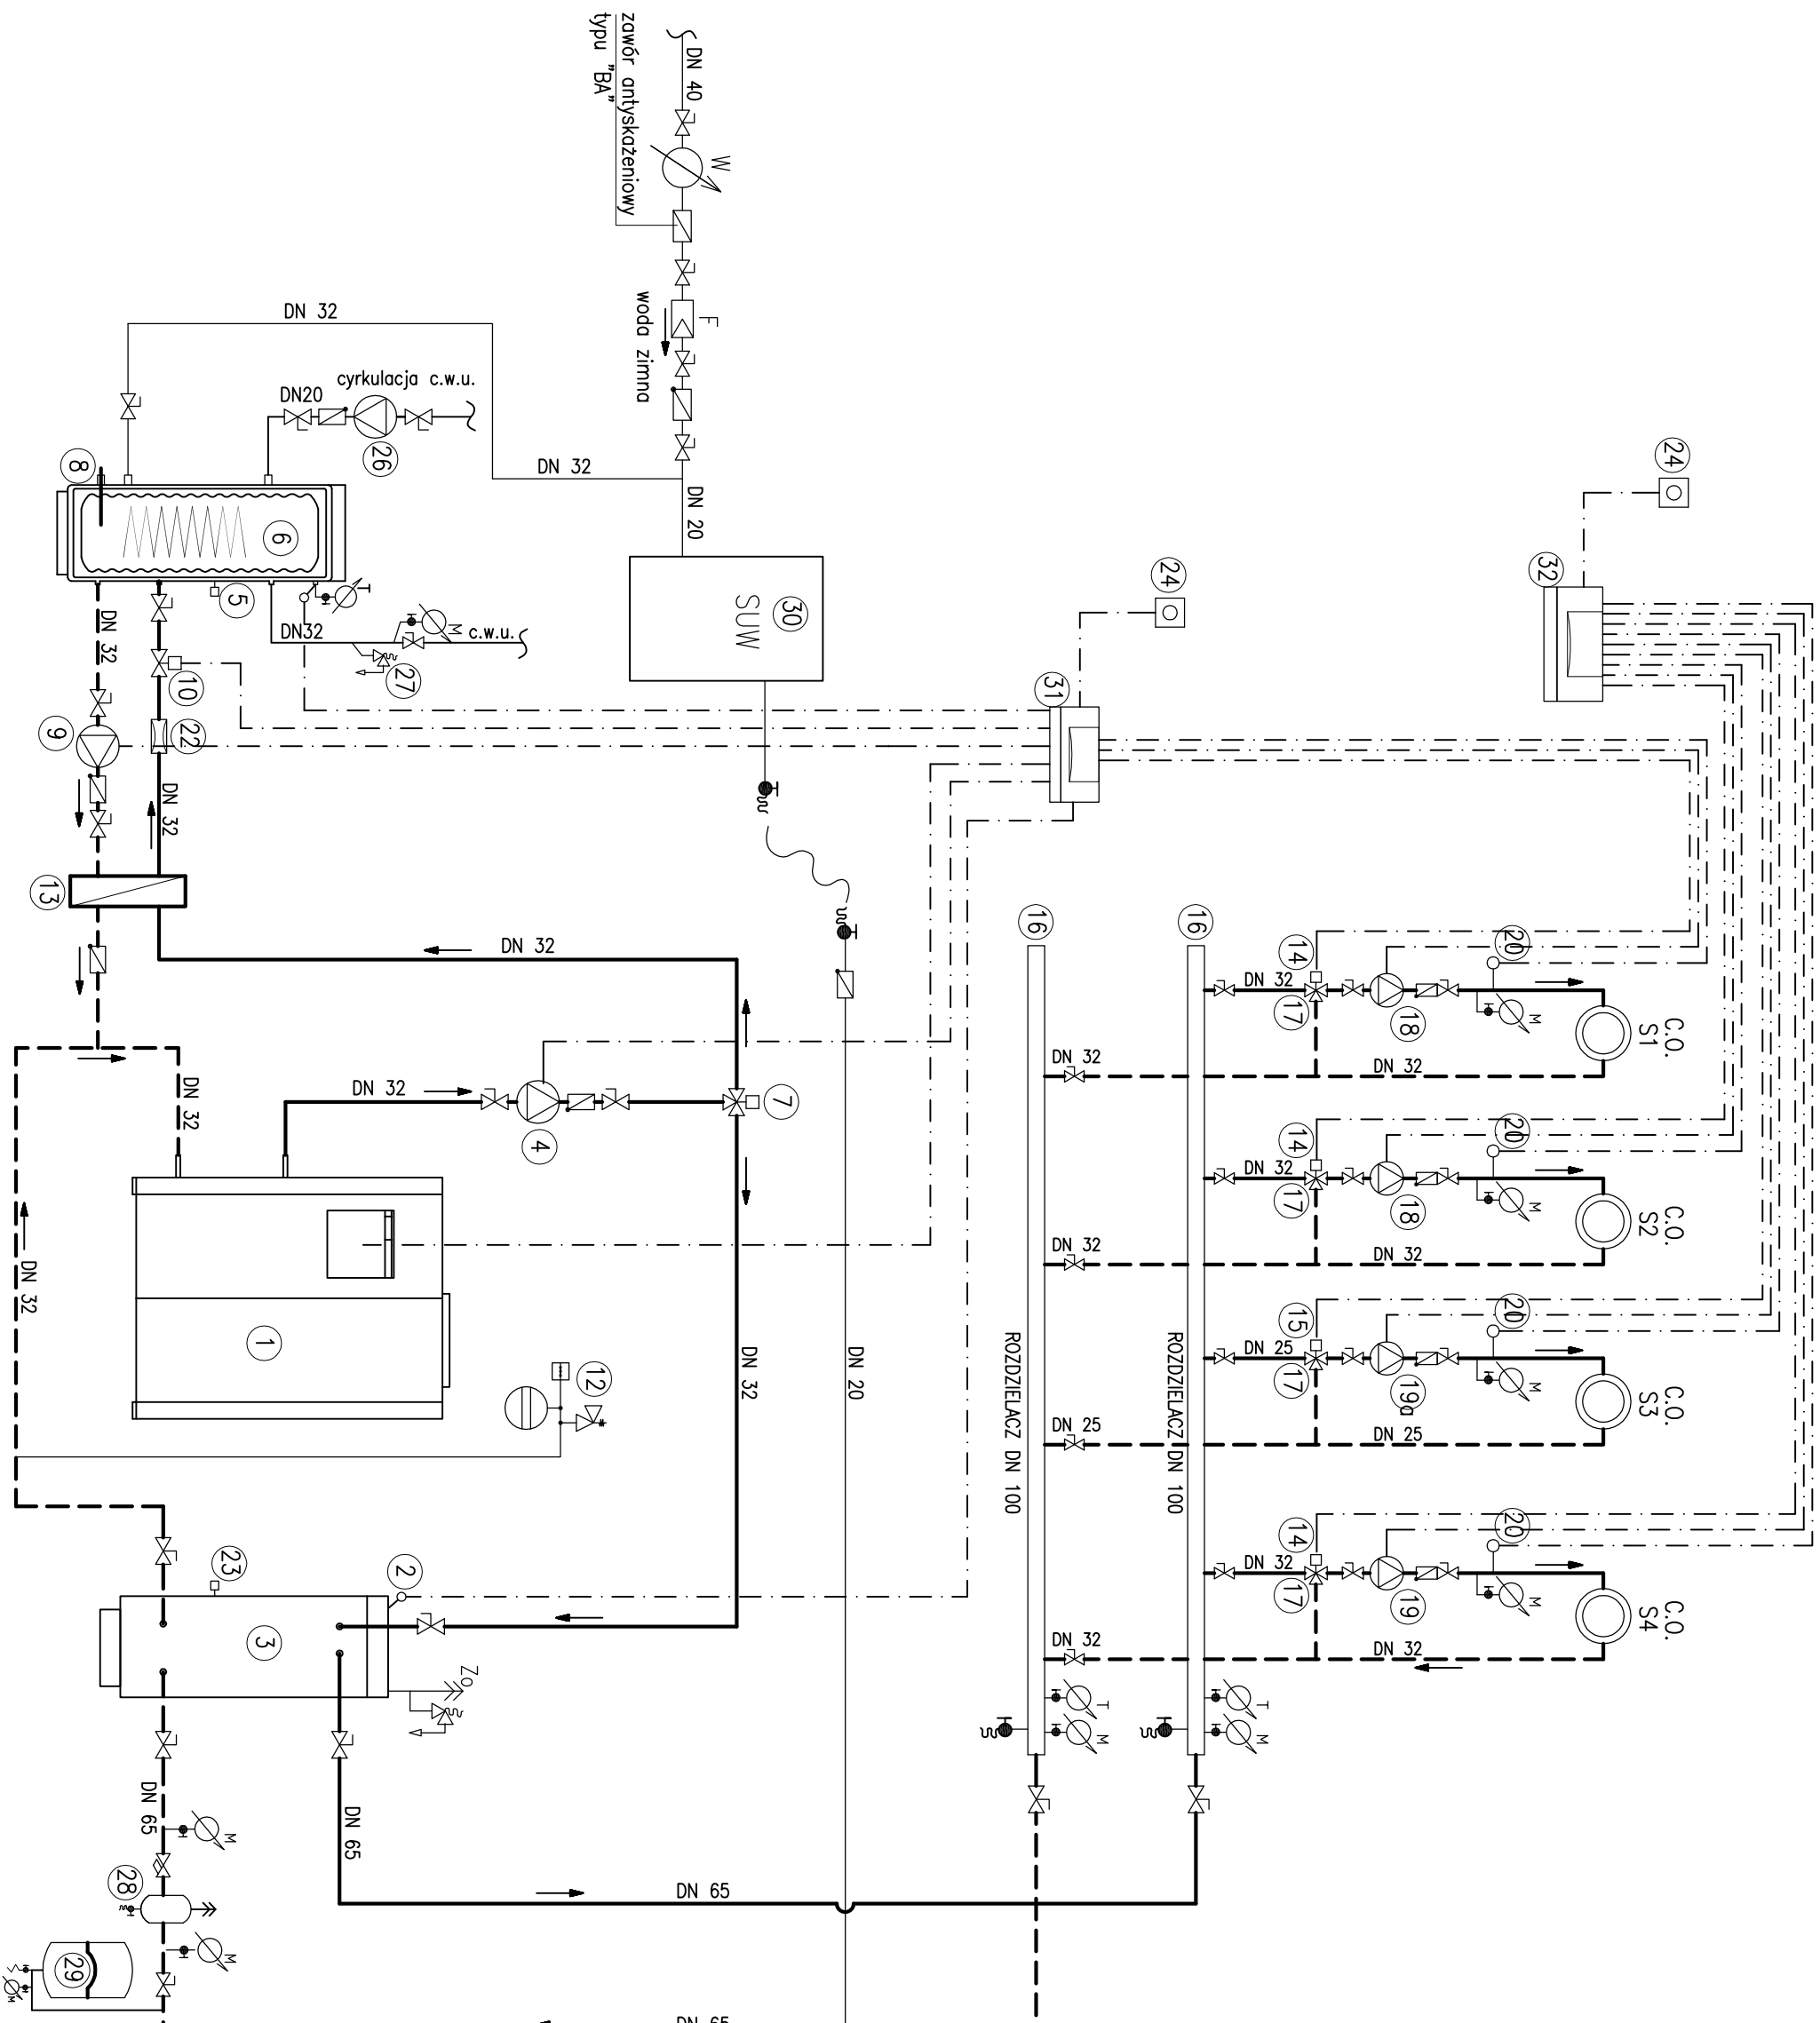 DN 40
W
zawór antyskażeniowy
typu "BA"
F
woda zimna
DN 32
DN 32
DN 20
cyrkulacja c.w.u.
DN20
26
8
6
5
T
DN32
M
c.w.u.
27
30
SUW
24
24
32
31
DN 32
10
9
22
DN 32
13
DN 32
16
16
14
20
DN 32
17
18
M
C.O.
S1
DN 32
DN 32
DN 32
DN 32
4
7
14
20
DN 32
17
18
M
C.O.
S2
DN 32
DN 32
DN 32
1
12
DN 32
DN 20
ROZDZIELACZ DN 100
ROZDZIELACZ DN 100
15
20
DN 25
17
19a
M
C.O.
S3
DN 25
DN 25
14
20
DN 32
17
19
M
C.O.
S4
DN 32
DN 32
23
2
3
Zo
T
M
T
M
DN 65
DN 65
M
28
DN 65
M
29
M
DN 65